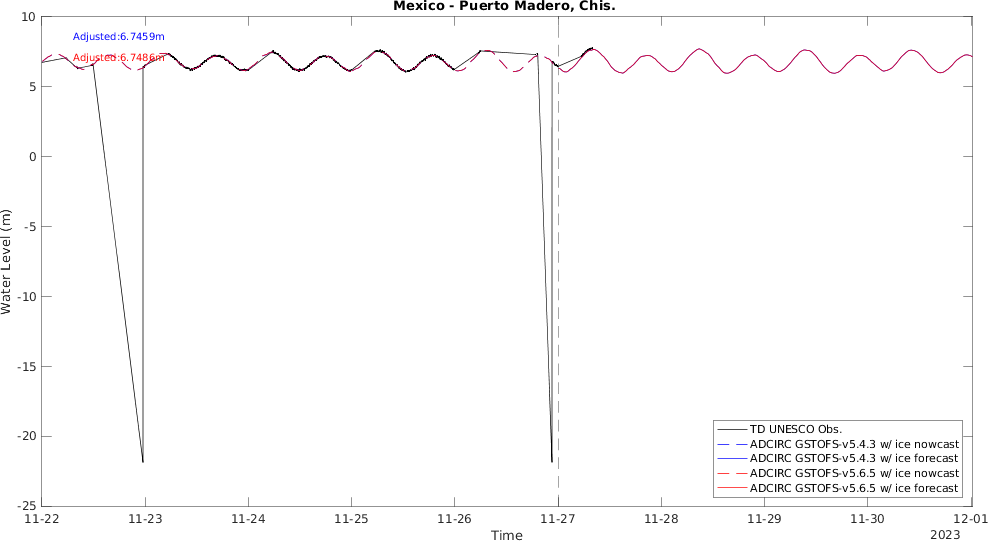 Mexico - Puerto Madero, Chis.
10
5
0
-5
-10
-15
-20
-25
Water Level (m)
Adjusted:6.7459m
Adjusted:6.7486m
TD UNESCO Obs.
ADCIRC GSTOFS-v5.4.3 w/ ice nowcast
ADCIRC GSTOFS-v5.4.3 w/ ice forecast
ADCIRC GSTOFS-v5.6.5 w/ ice nowcast
ADCIRC GSTOFS-v5.6.5 w/ ice forecast
11-22 11-23 11-24 11-25 11-26 11-27 11-28 11-29 11-30 12-01
Time
2023